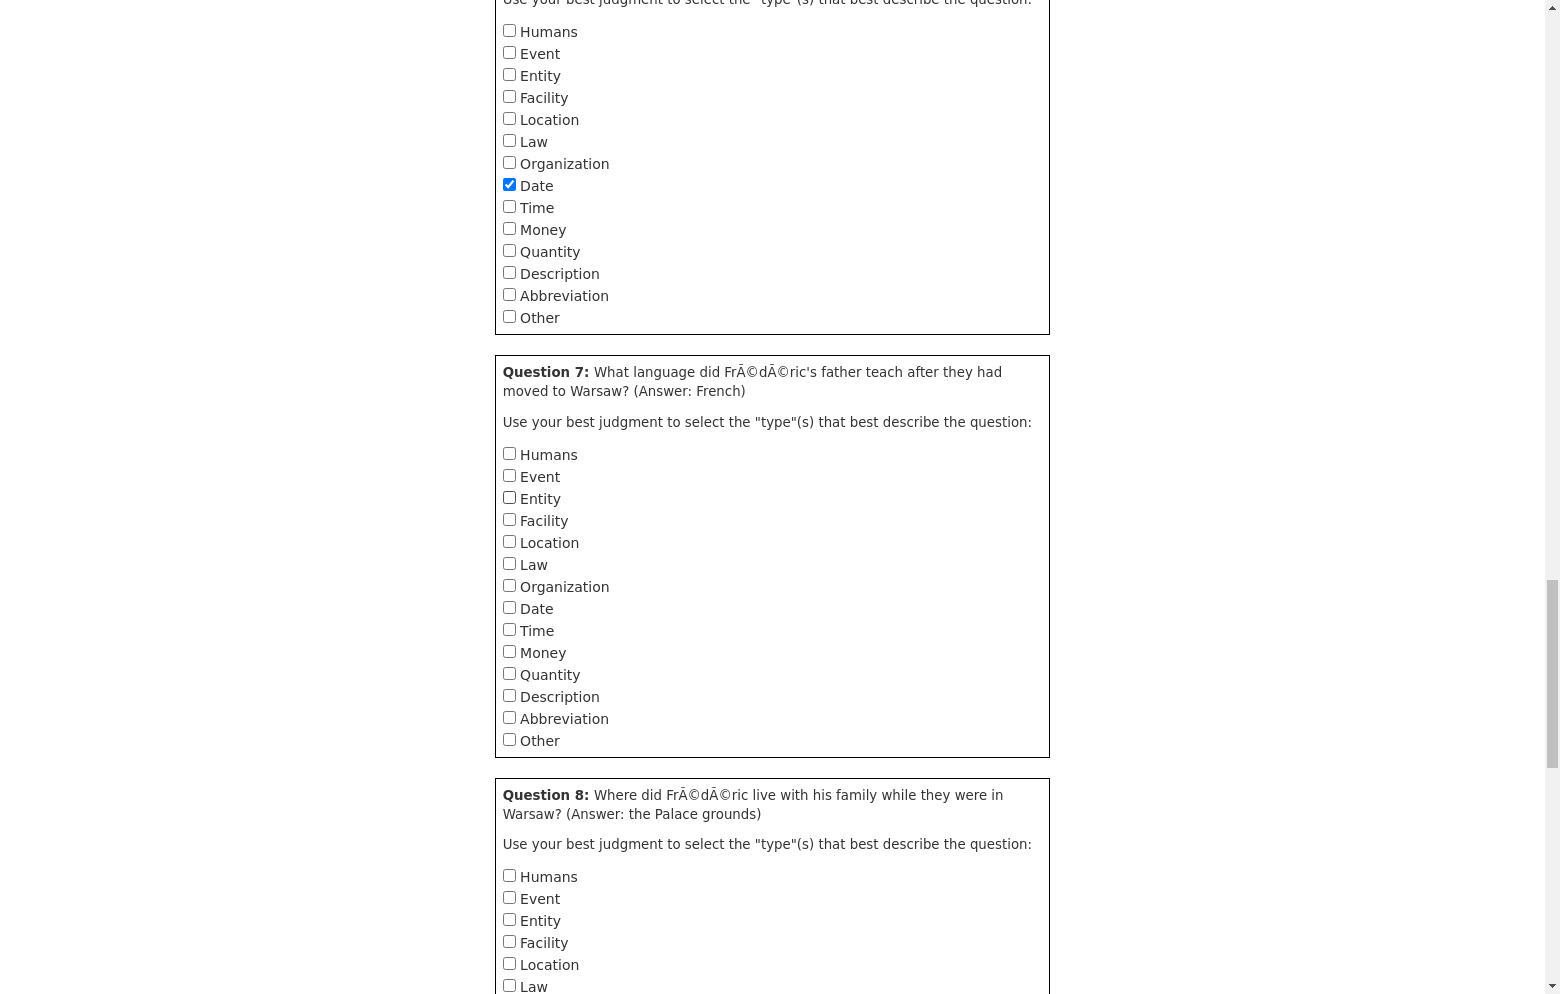 Use your best judgment to select the "type"(s) that best describe the question:
Humans
Event
Entity
Facility
Location
Law
Organization
Date
Time
Money
Quantity
Description
Abbreviation
Other
Question 7: What language did FrÃ©dÃ©ric's father teach after they had
moved to Warsaw? (Answer: French)
Use your best judgment to select the "type"(s) that best describe the question:
Humans
Event
Entity
Facility
Location
Law
Organization
Date
Time
Money
Quantity
Description
Abbreviation
Other
Question 8: Where did FrÃ©dÃ©ric live with his family while they were in
Warsaw? (Answer: the Palace grounds)
Use your best judgment to select the "type"(s) that best describe the question:
Humans
Event
Entity
Facility
Location
Law